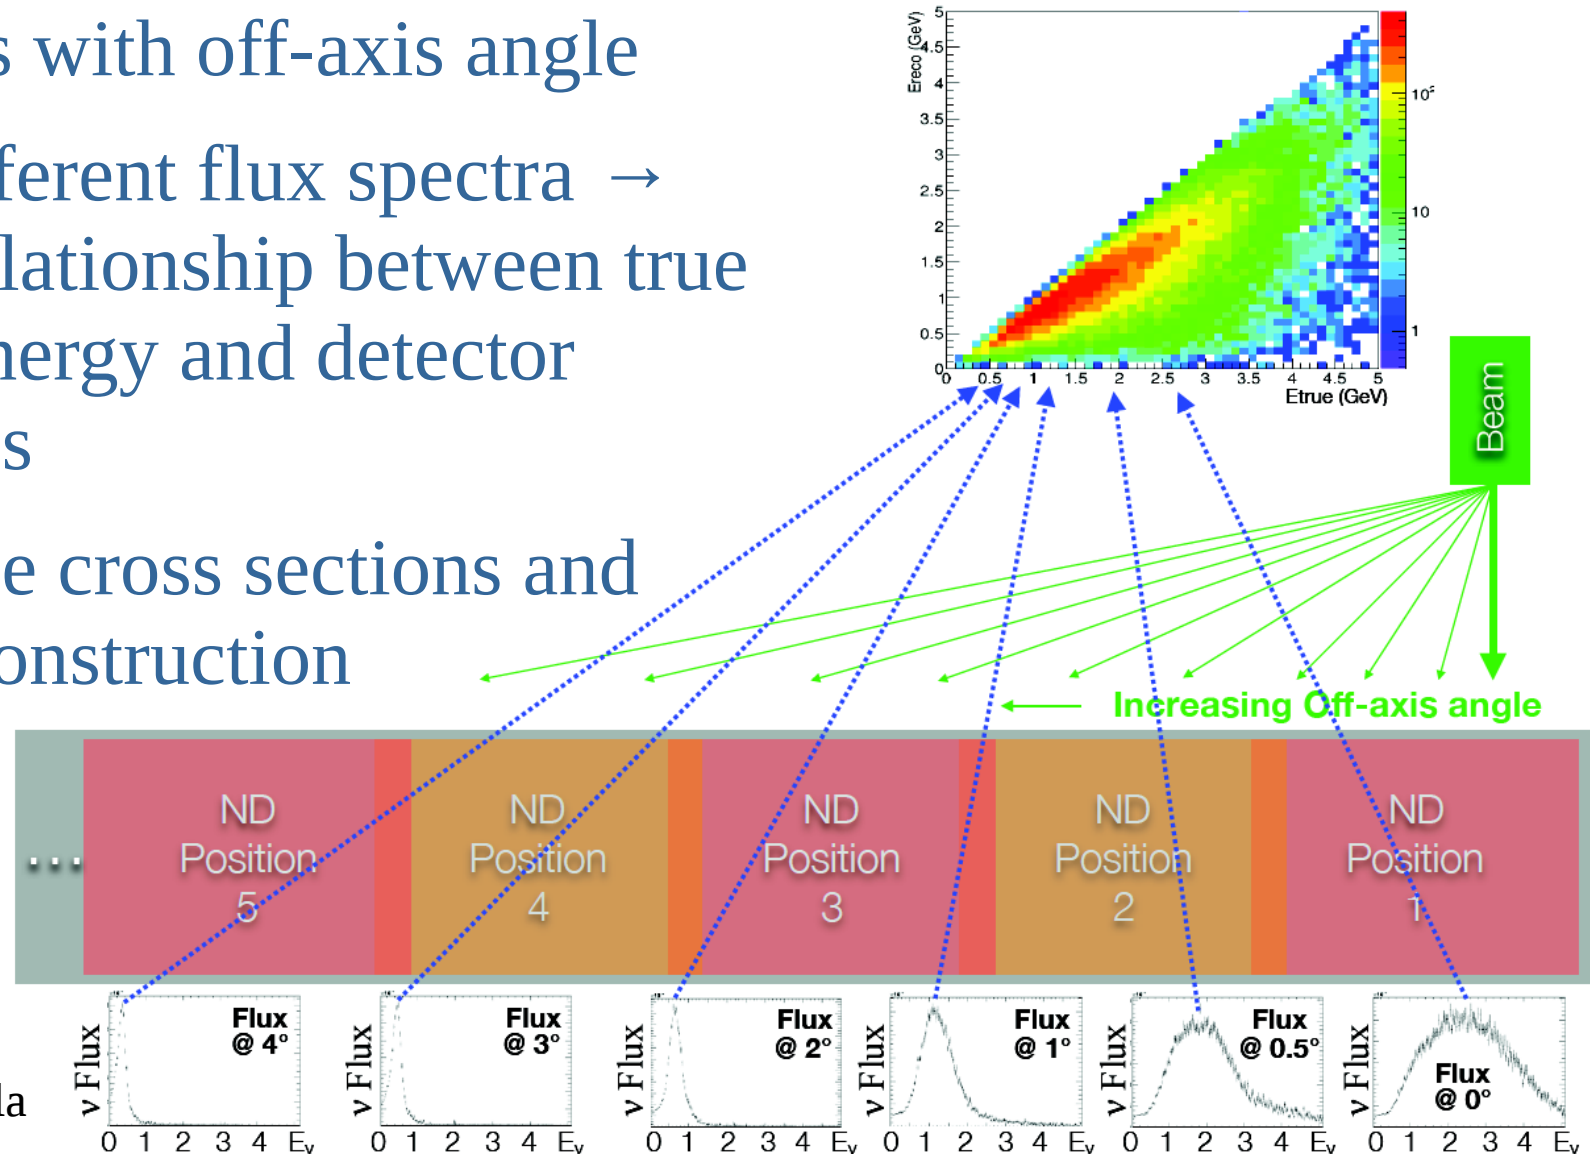 s with off-axis angle
fferent flux spectra →
lationship between true
nergy and detector
s
e cross sections and
onstruction
la
Ereco (GeV)
5
4.5
4
3.5
3
2.5
2
1.5
1
0.5
0
0 0.5 1 1.5 2 2.5 3 3.5 4 4.5 5
Etrue (GeV)
10²
10
1
Beam
Increasing Off-axis angle
...
ND
Position
5
ND
Position
4
ND
Position
3
ND
Position
2
ND
Position
1
ν Flux
Flux
@ 4°
0 1 2 3 4 Eν
ν Flux
Flux
@ 3°
0 1 2 3 4 Eν
ν Flux
Flux
@ 2°
0 1 2 3 4 Eν
ν Flux
Flux
@ 1°
0 1 2 3 4 Eν
ν Flux
Flux
@ 0.5°
0 1 2 3 4 Eν
ν Flux
Flux
@ 0°
0 1 2 3 4 Eν